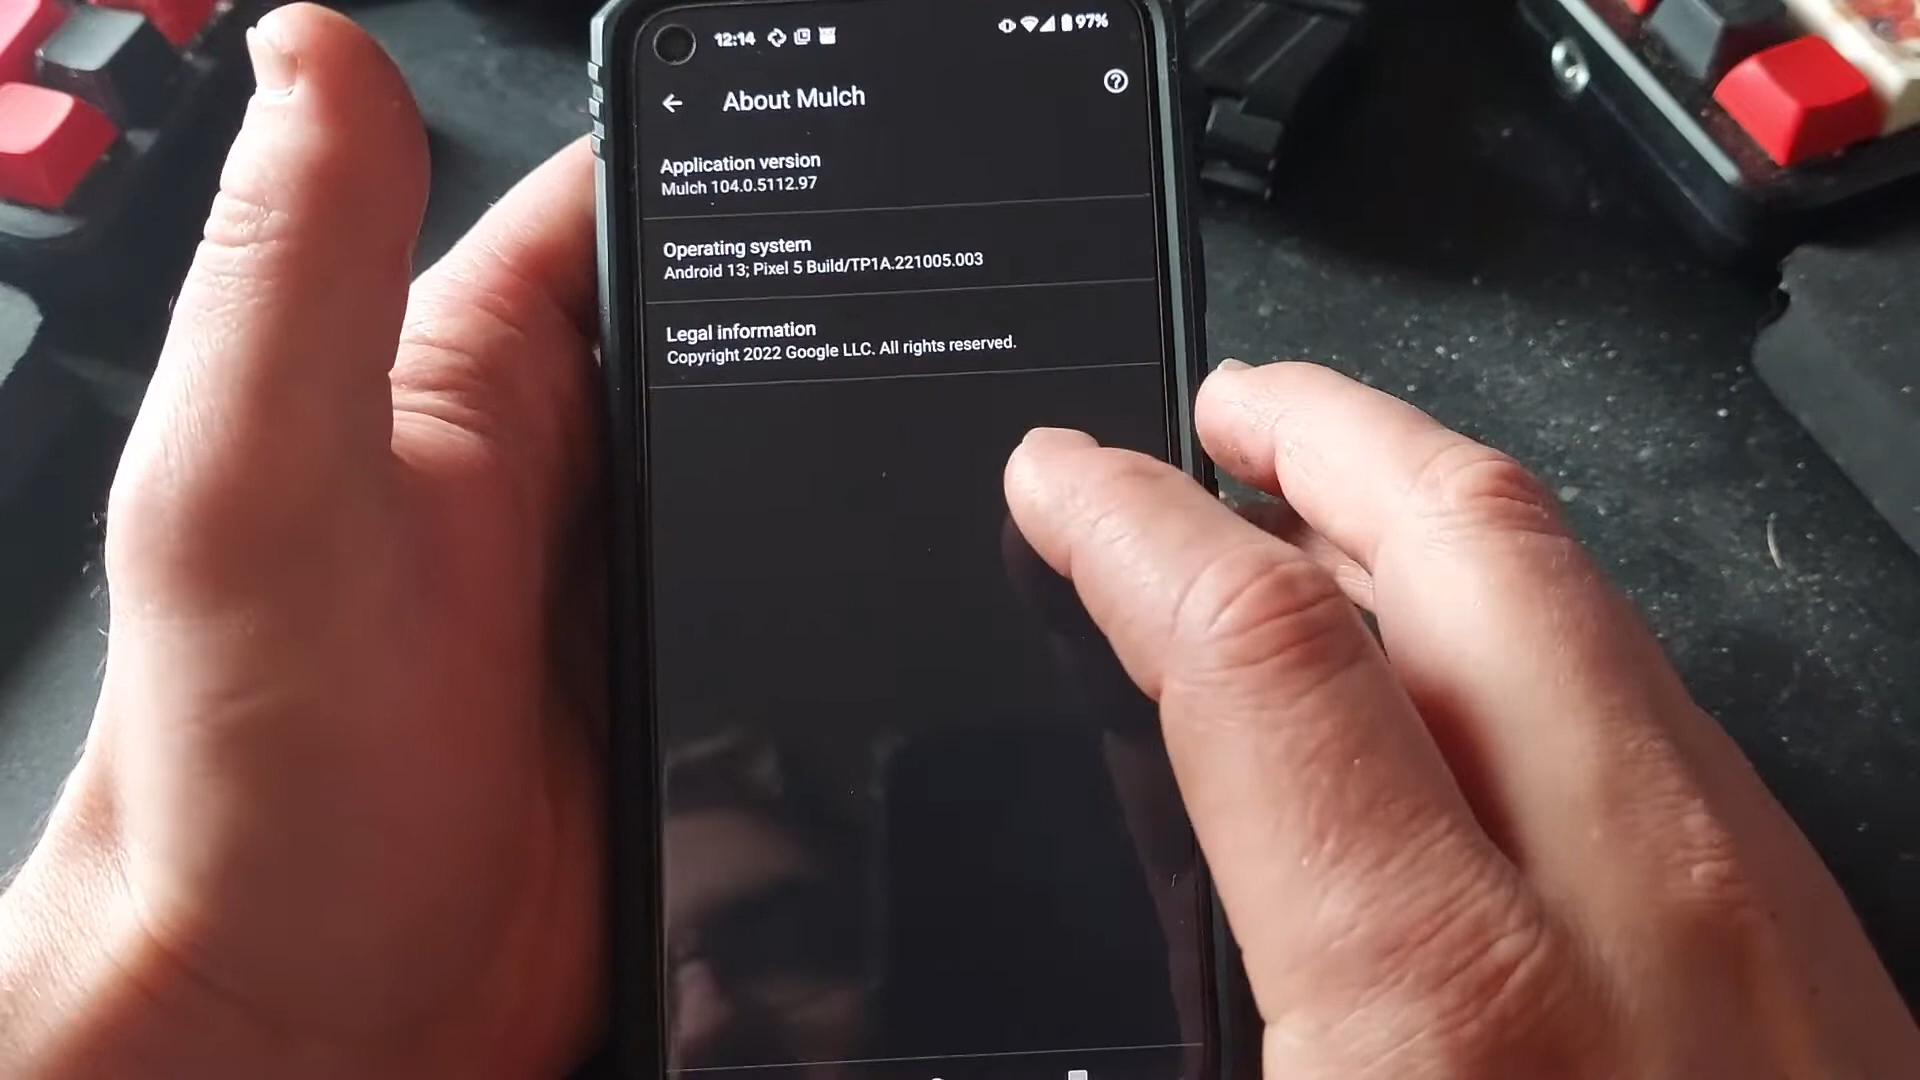 12:14
97%
About Mulch
Application version
Mulch 104.0.5112.97
Operating system
Android 13; Pixel 5 Build/TP1A.221005.003
Legal information
Copyright 2022 Google LLC. All rights reserved.